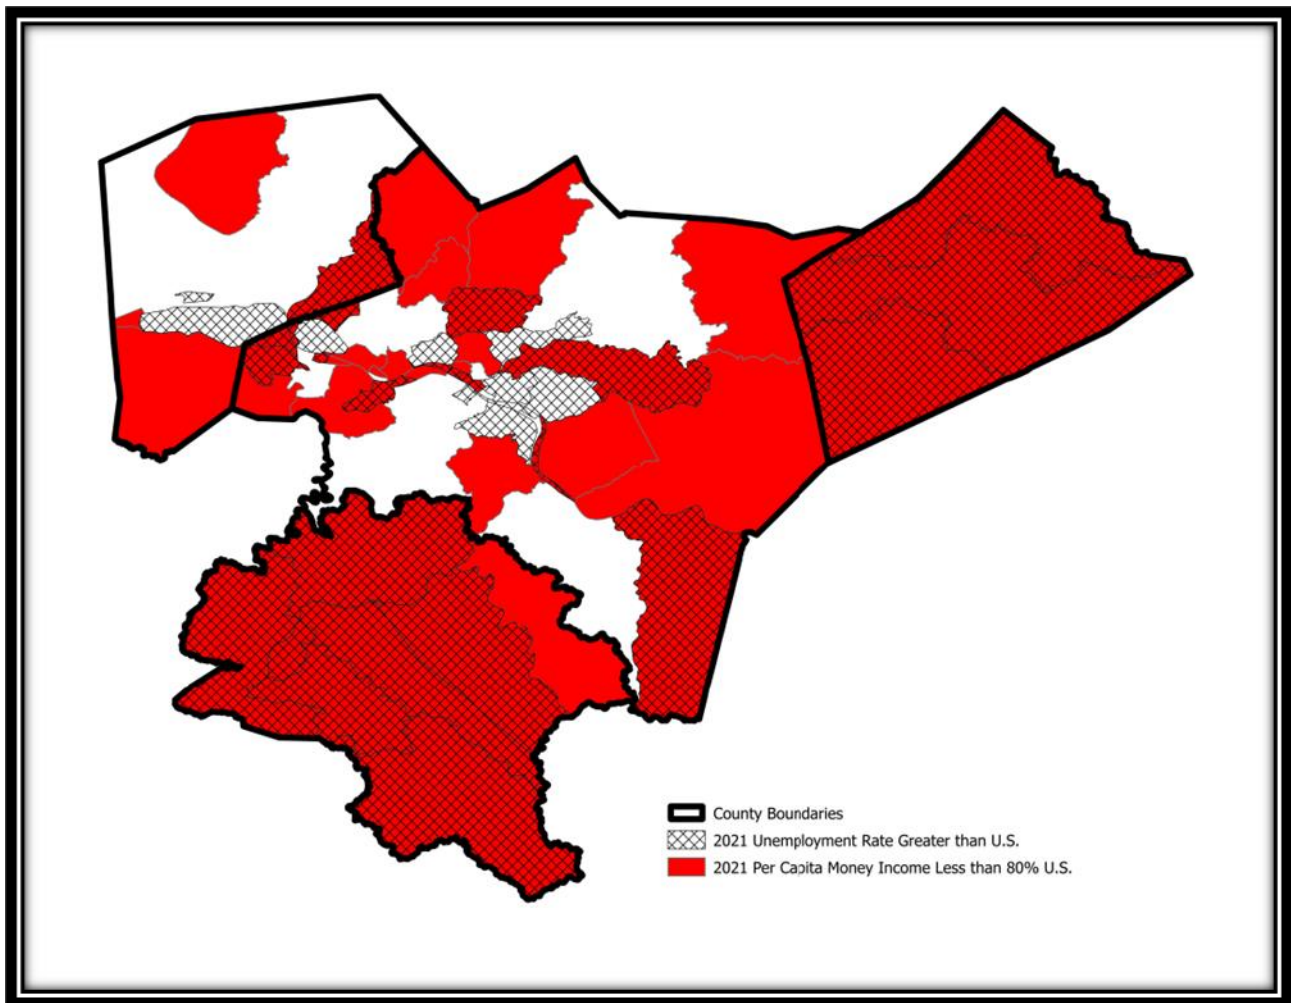 County Boundaries
2021 Unemployment Rate Greater than U.S.
2021 Per Capita Money Income Less than 80% U.S.